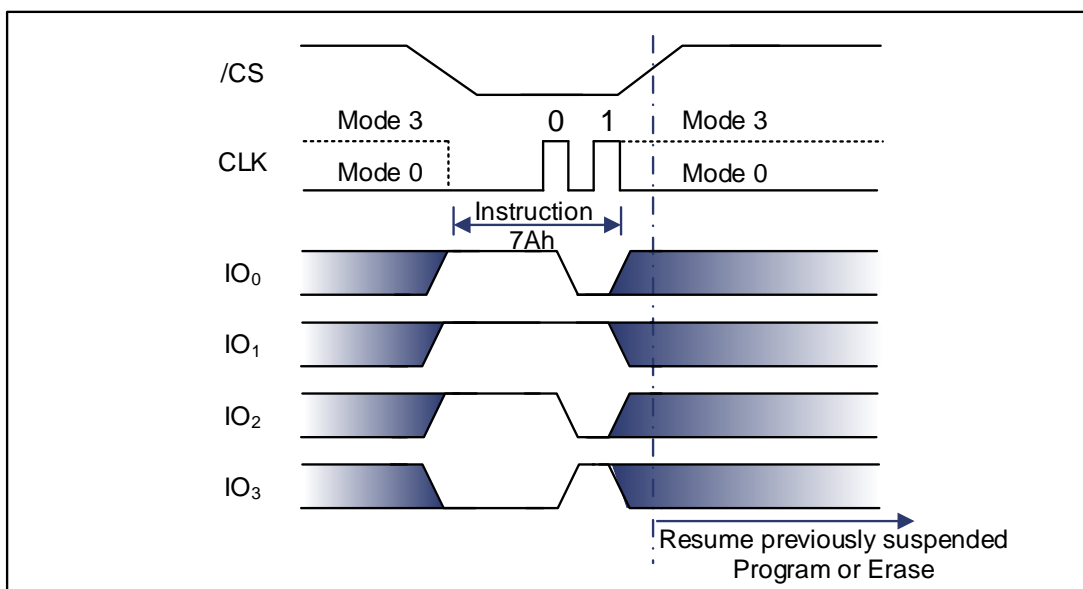 /CS
Mode 3 0 1 Mode 3
CLK
Mode 0 Mode 0
Instruction
7Ah
IO₀
IO₁
IO₂
IO₃
Resume previously suspended
Program or Erase